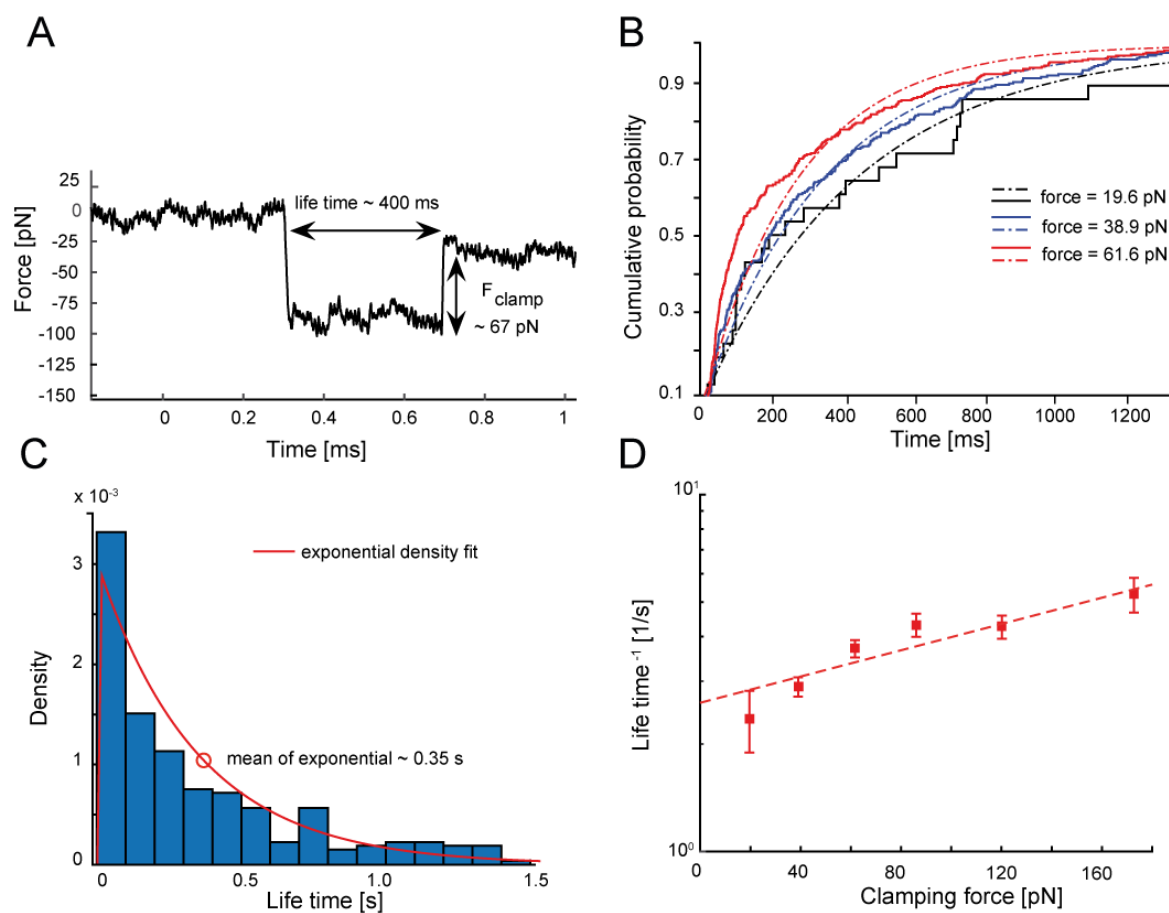 A
Force [pN]
25
0
-25
-50
-75
-100
-125
-150
life time ~ 400 ms
F clamp
~ 67 pN
0 0.2 0.4 0.6 0.8 1
Time [ms]
B
Cumulative probability
0.9
0.7
0.5
0.3
0.1
force = 19.6 pN
force = 38.9 pN
force = 61.6 pN
0 200 400 600 800 1000 1200
Time [ms]
C
x 10-3
Density
3
2
1
0
exponential density fit
mean of exponential ~ 0.35 s
0 0.5 1.0 1.5
Life time [s]
D
Life time-1 [1/s]
101
100
0 40 80 120 160
Clamping force [pN]